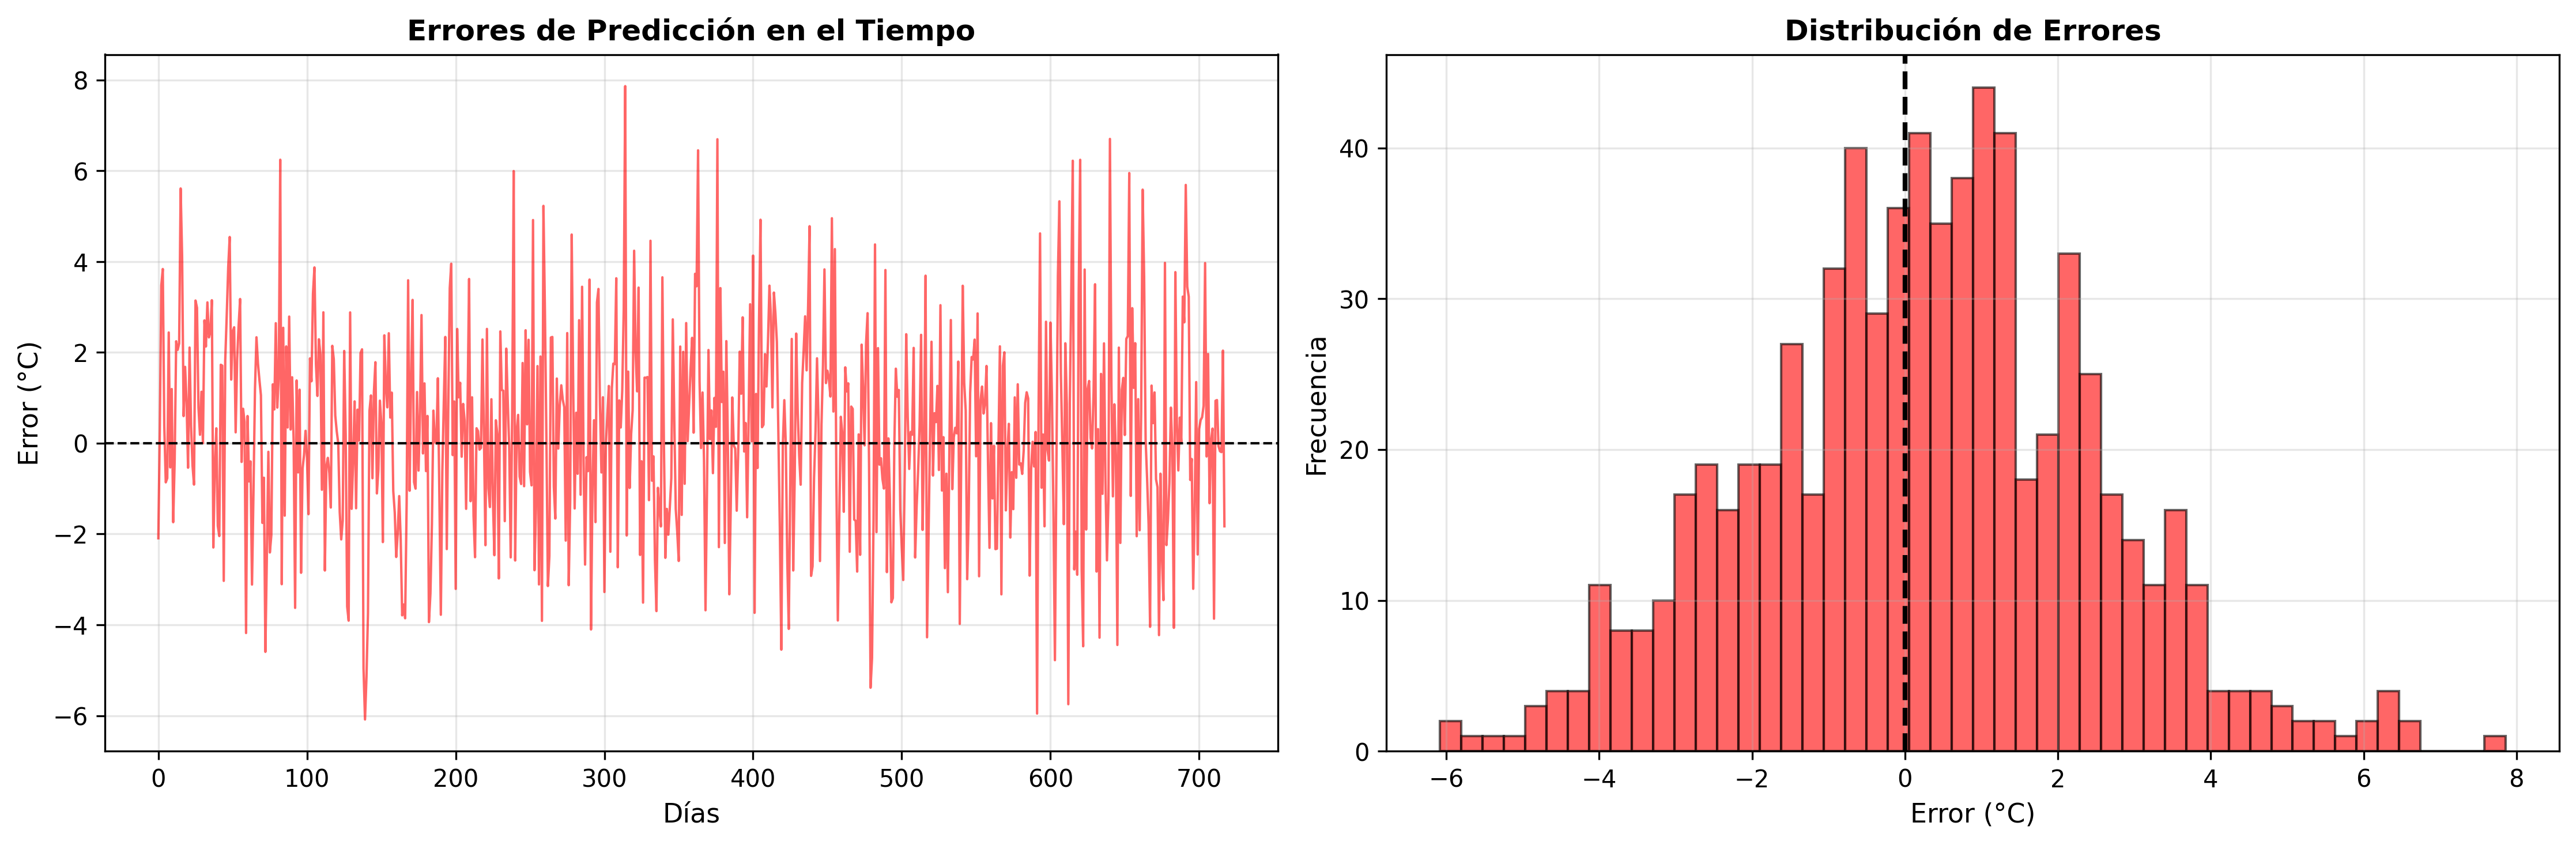 Errores de Predicción en el Tiempo
8
6
4
2
0
−2
−4
−6
Error (°C)
0 100 200 300 400 500 600 700
Días
Distribución de Errores
40
30
20
10
0
Frecuencia
−6 −4 −2 0 2 4 6 8
Error (°C)